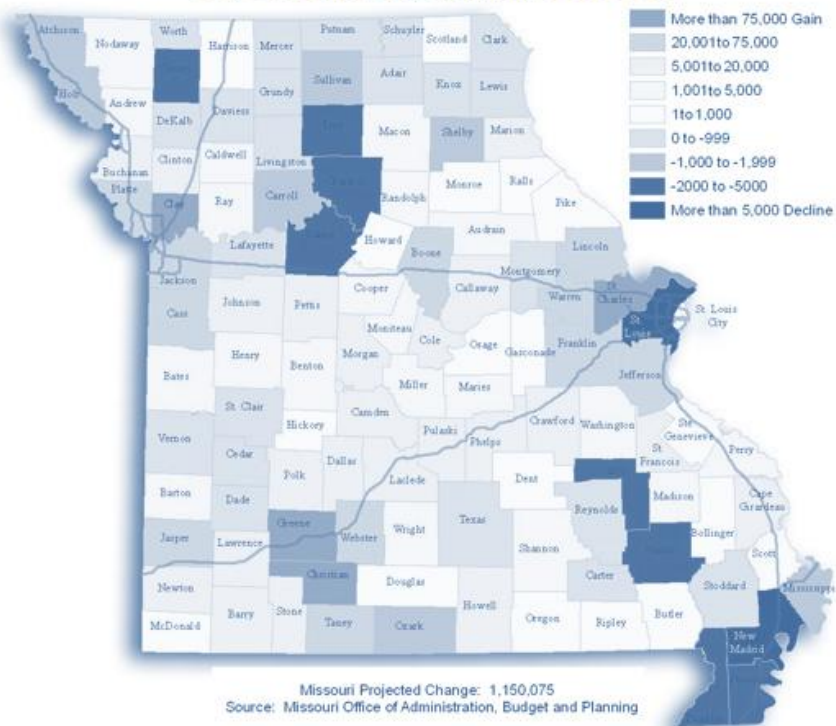 More than 75,000 Gain
20,001 to 75,000
5,001 to 20,000
1,001 to 5,000
1 to 1,000
0 to -999
-1,000 to -1,999
-2000 to -5000
More than 5,000 Decline
Atchison
Nodaway
Worth
Harrison
Mercer
Putnam
Schuyler
Scotland
Clark
Holt
Andrew
DeKalb
Daviess
Grundy
Sullivan
Adair
Knox
Lewis
Buchanan
Clinton
Caldwell
Livingston
Macon
Shelby
Marion
Platte
Clay
Ray
Carroll
Randolph
Monroe
Ralls
Pike
Howard
Audrain
Jackson
Lafayette
Boone
Callaway
Montgomery
Lincoln
Warren
St
Charles
St
Louis
St. Louis
City
Cass
Johnson
Pettis
Cooper
Moniteau
Cole
Osage
Gasconade
Franklin
Jefferson
Bates
Henry
Benton
Morgan
Miller
Maries
St Clair
Hickory
Camden
Pulaski
Phelps
Crawford
Washington
Ste
Genevieve
St
Francois
Perry
Vernon
Cedar
Polk
Dallas
Laclede
Dent
Madison
Cape
Girardeau
Barton
Dade
Greene
Webster
Wright
Texas
Reynolds
Bollinger
Scott
Jasper
Lawrence
Christian
Douglas
Shannon
Carter
Stoddard
Mississippi
Newton
McDonald
Barry
Stone
Taney
Ozark
Howell
Oregon
Ripley
Butler
New
Madrid
Missouri Projected Change: 1,150,075
Source: Missouri Office of Administration, Budget and Planning